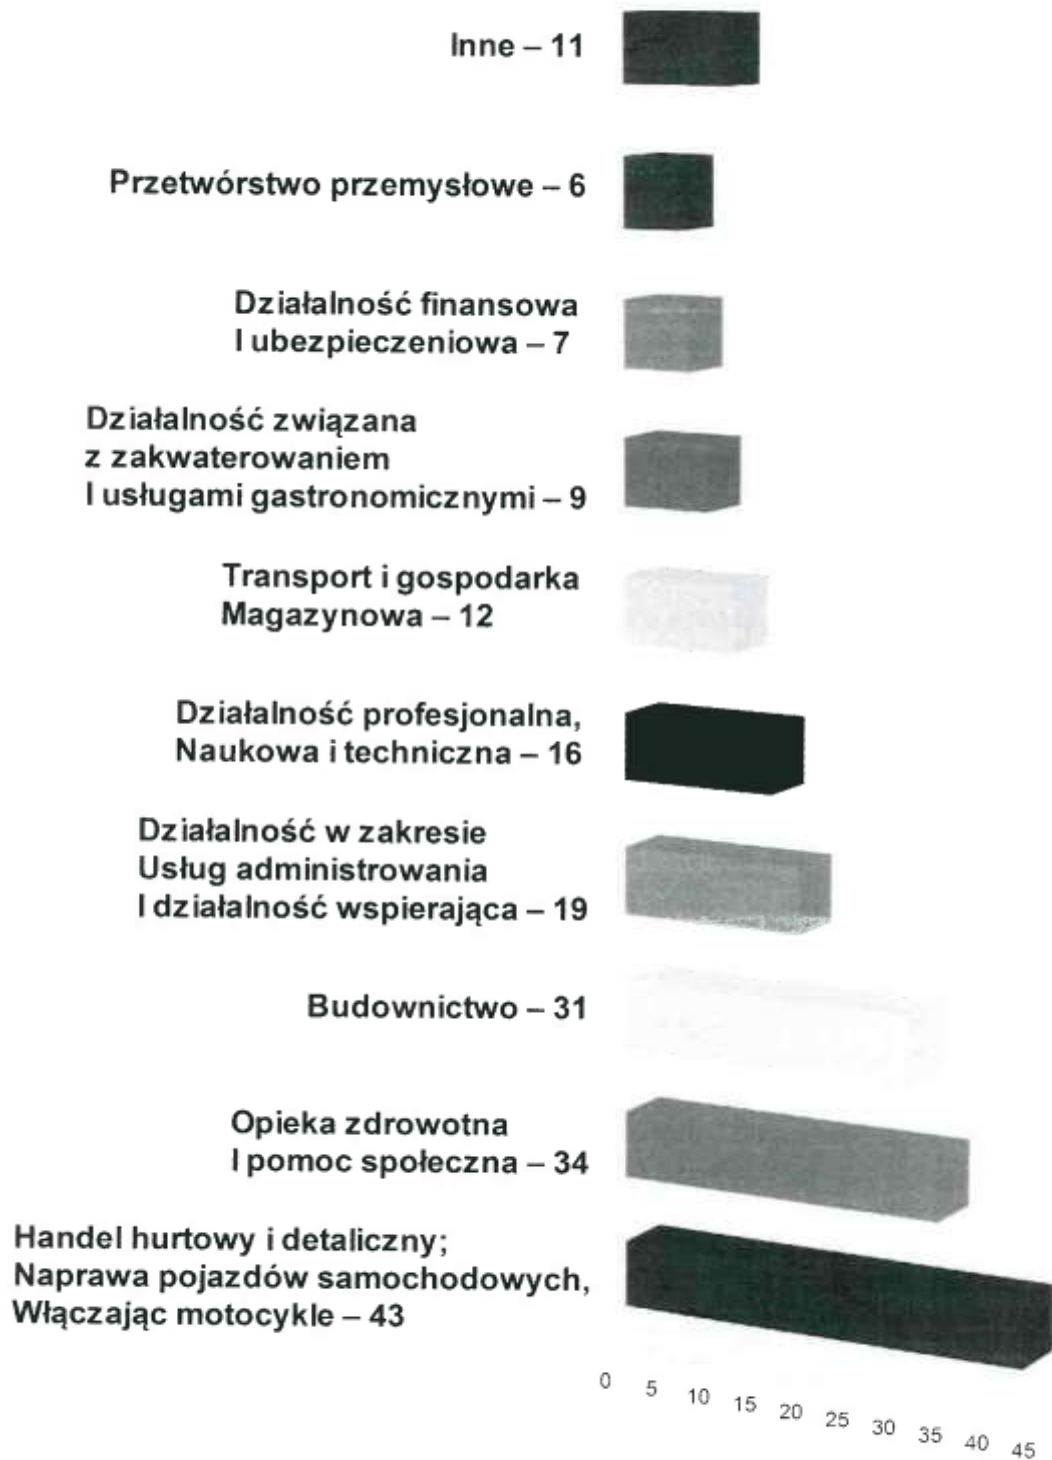 Inne – 11
Przetwórstwo przemysłowe – 6
Działalność finansowa
I ubezpieczeniowa – 7
Działalność związana
z zakwaterowaniem
I usługami gastronomicznymi – 9
Transport i gospodarka
Magazynowa – 12
Działalność profesjonalna,
Naukowa i techniczna – 16
Działalność w zakresie
Usług administrowania
I działalność wspierająca – 19
Budownictwo – 31
Opieka zdrowotna
I pomoc społeczna – 34
Handel hurtowy i detaliczny;
Naprawa pojazdów samochodowych,
Włączając motocykle – 43
0 5 10 15 20 25 30 35 40 45